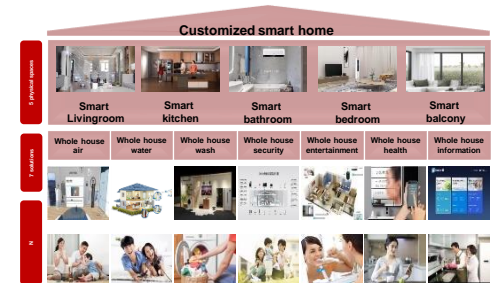 Customized smart home
5 physical spaces
Smart Livingroom
Smart kitchen
Smart bathroom
Smart bedroom
Smart balcony
7 solutions
Whole house air
Whole house water
Whole house wash
Whole house security
Whole house entertainment
Whole house health
Whole house information
N